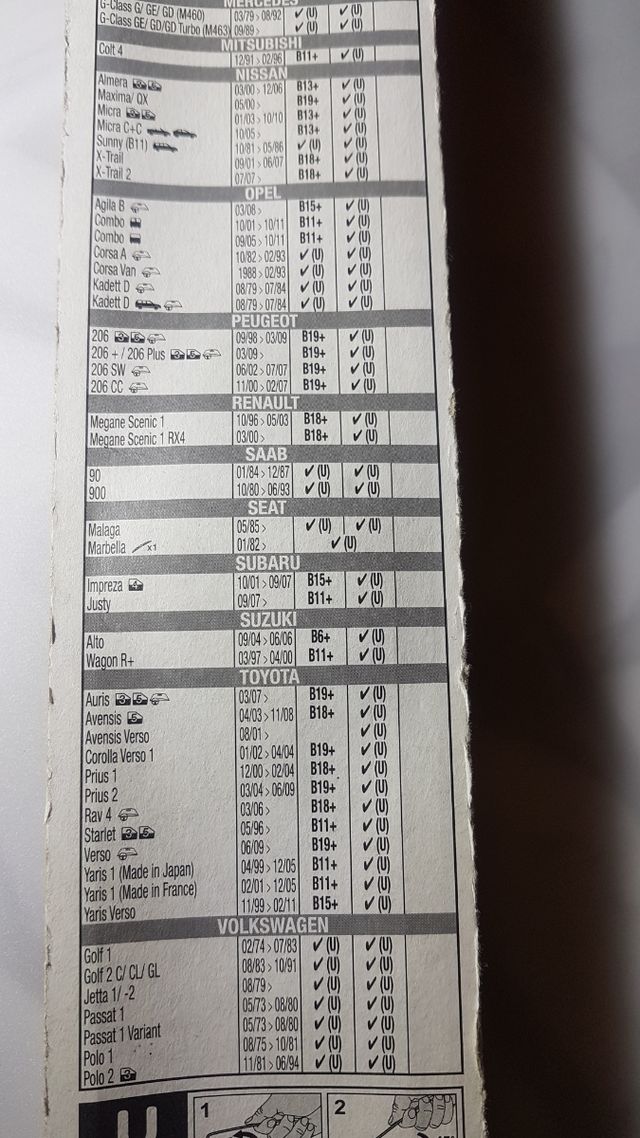 MERCEDES
G-Class G/ GE/ GD (M460) 03/79 > 08/92 ✔ (U) ✔ (U)
G-Class GE/ GD/GD Turbo (M463) 09/89 > ✔ (U) ✔ (U)
MITSUBISHI
Colt 4 12/91 > 02/96 B11+ ✔ (U)
NISSAN
Almera 3 5 03/00 > 12/06 B13+ ✔ (U)
Maxima/ QX 05/00 > B19+ ✔ (U)
Micra 3 5 01/03 > 10/10 B13+ ✔ (U)
Micra C+C 10/05 > B13+ ✔ (U)
Sunny (B11) 10/81 > 05/86 ✔ (U) ✔ (U)
X-Trail 09/01 > 06/07 B18+ ✔ (U)
X-Trail 2 07/07 > B18+ ✔ (U)
OPEL
Agila B 03/08 > B15+ ✔ (U)
Combo 10/01 > 10/11 B11+ ✔ (U)
Combo 09/05 > 10/11 B11+ ✔ (U)
Corsa A 10/82 > 02/93 ✔ (U) ✔ (U)
Corsa Van 1988 > 02/93 ✔ (U) ✔ (U)
Kadett D 08/79 > 07/84 ✔ (U) ✔ (U)
Kadett D 08/79 > 07/84 ✔ (U) ✔ (U)
PEUGEOT
206 3 5 09/98 > 03/09 B19+ ✔ (U)
206 + / 206 Plus 3 5 03/09 > B19+ ✔ (U)
206 SW 06/02 > 07/07 B19+ ✔ (U)
206 CC 11/00 > 02/07 B19+ ✔ (U)
RENAULT
Megane Scenic 1 10/96 > 05/03 B18+ ✔ (U)
Megane Scenic 1 RX4 03/00 > B18+ ✔ (U)
SAAB
90 01/84 > 12/87 ✔ (U) ✔ (U)
900 10/80 > 06/93 ✔ (U) ✔ (U)
SEAT
Malaga 05/85 > ✔ (U) ✔ (U)
Marbella x1 01/82 > ✔ (U)
SUBARU
Impreza 4 10/01 > 09/07 B15+ ✔ (U)
Justy 09/07 > B11+ ✔ (U)
SUZUKI
Alto 09/04 > 06/06 B6+ ✔ (U)
Wagon R+ 03/97 > 04/00 B11+ ✔ (U)
TOYOTA
Auris 3 5 03/07 > B19+ ✔ (U)
Avensis 5 04/03 > 11/08 B18+ ✔ (U)
Avensis Verso 08/01 > ✔ (U)
Corolla Verso 1 01/02 > 04/04 B19+ ✔ (U)
Prius 1 12/00 > 02/04 B18+ ✔ (U)
Prius 2 03/04 > 06/09 B19+ ✔ (U)
Rav 4 03/06 > B18+ ✔ (U)
Starlet 3 5 05/96 > B11+ ✔ (U)
Verso 06/09 > B19+ ✔ (U)
Yaris 1 (Made in Japan) 04/99 > 12/05 B11+ ✔ (U)
Yaris 1 (Made in France) 02/01 > 12/05 B11+ ✔ (U)
Yaris Verso 11/99 > 02/11 B15+ ✔ (U)
VOLKSWAGEN
Golf 1 02/74 > 07/83 ✔ (U) ✔ (U)
Golf 2 C/ CL/ GL 08/83 > 10/91 ✔ (U) ✔ (U)
Jetta 1/ -2 08/79 > ✔ (U) ✔ (U)
Passat 1 05/73 > 08/80 ✔ (U) ✔ (U)
Passat 1 Variant 05/73 > 08/80 ✔ (U) ✔ (U)
Polo 1 08/75 > 10/81 ✔ (U) ✔ (U)
Polo 2 3 11/81 > 06/94 ✔ (U) ✔ (U)
U 1 2